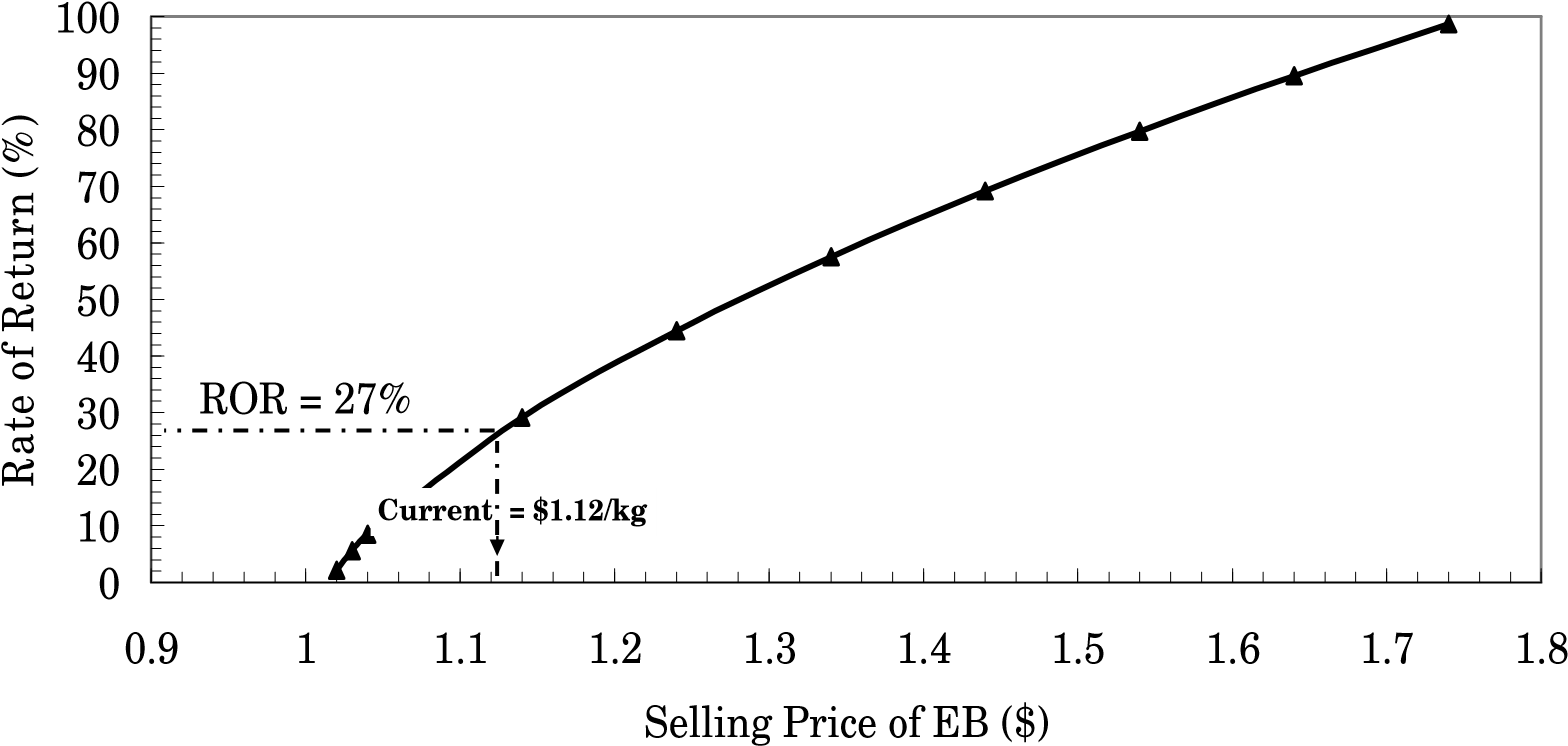 100
90
80
70
60
50
40
30
20
10
0
Rate of Return (%)
ROR = 27%
Current = $1.12/kg
0.9 1 1.1 1.2 1.3 1.4 1.5 1.6 1.7 1.8
Selling Price of EB ($)